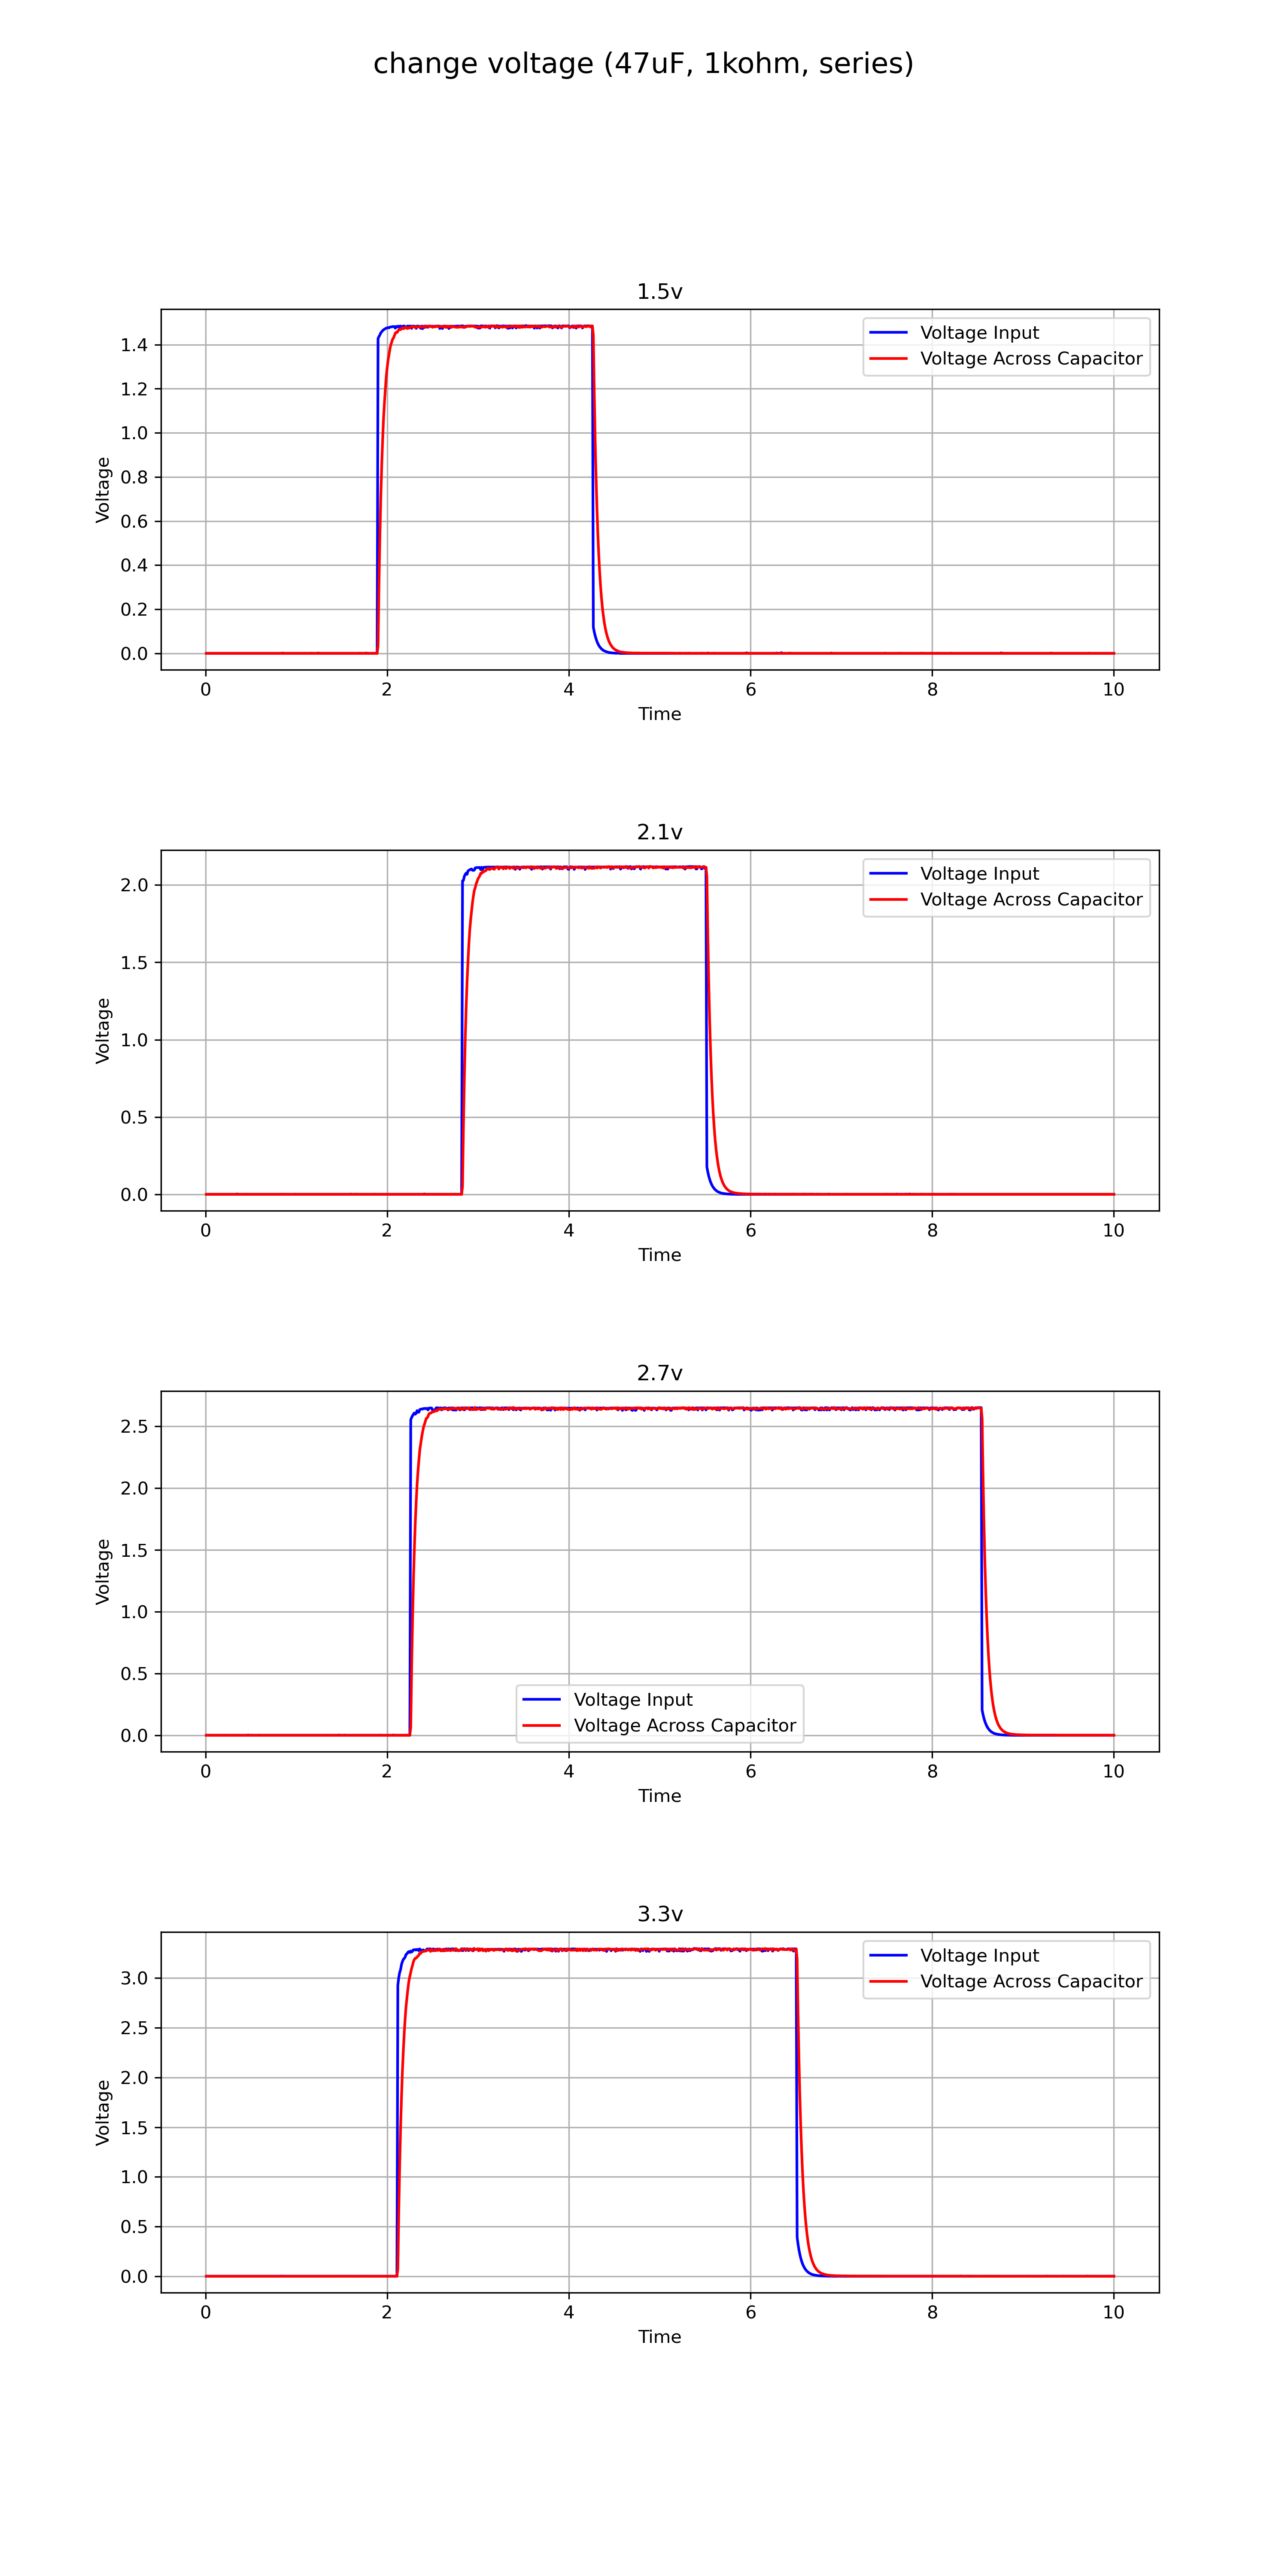 change voltage (47uF, 1kohm, series)
1.5v
Voltage Input
Voltage Across Capacitor
1.4
1.2
1.0
0.8
0.6
0.4
0.2
0.0
Voltage
0 2 4 6 8 10
Time
2.1v
Voltage Input
Voltage Across Capacitor
2.0
1.5
1.0
0.5
0.0
Voltage
0 2 4 6 8 10
Time
2.7v
2.5
2.0
1.5
1.0
0.5
0.0
Voltage
Voltage Input
Voltage Across Capacitor
0 2 4 6 8 10
Time
3.3v
Voltage Input
Voltage Across Capacitor
3.0
2.5
2.0
1.5
1.0
0.5
0.0
Voltage
0 2 4 6 8 10
Time